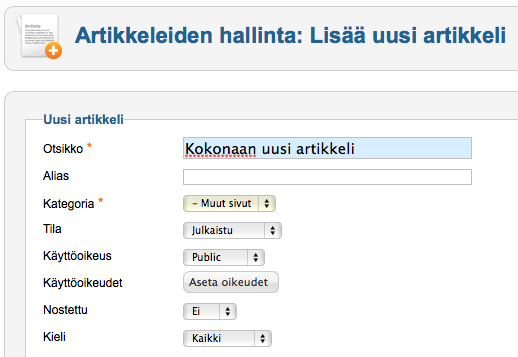 Artikkeleiden hallinta: Lisää uusi artikkeli
Uusi artikkeli
Otsikko * Kokonaan uusi artikkeli
Alias
Kategoria * - Muut sivut
Tila Julkaistu
Käyttöoikeus Public
Käyttöoikeudet Aseta oikeudet
Nostettu Ei
Kieli Kaikki